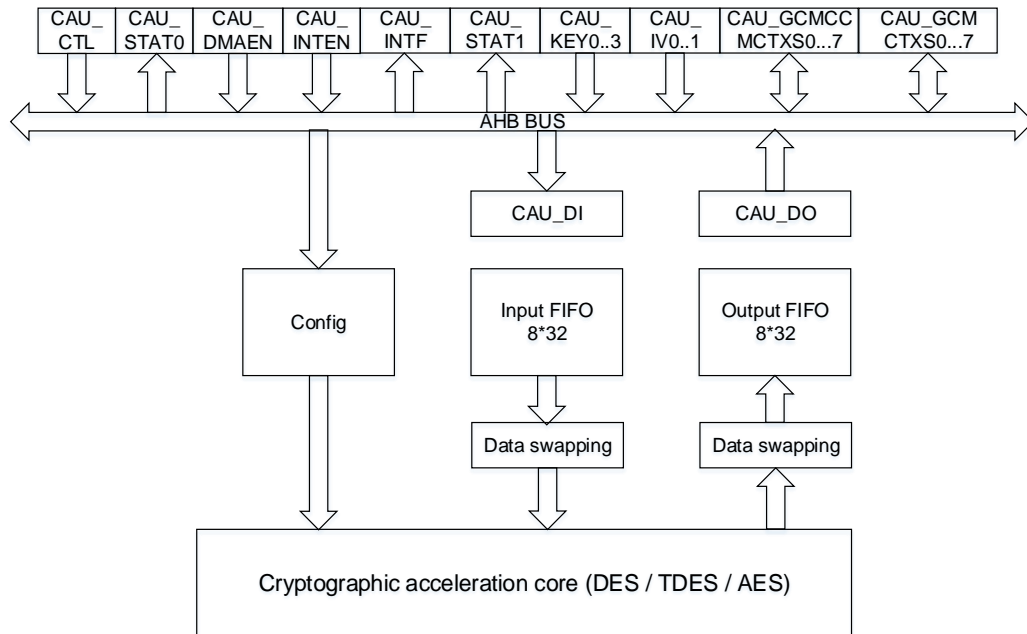 CAU_
CTL
CAU_
STAT0
CAU_
DMAEN
CAU_
INTEN
CAU_
INTF
CAU_
STAT1
CAU_
KEY0..3
CAU_
IV0..1
CAU_GCMCC
MCTXS0...7
CAU_GCM
CTXS0...7
AHB BUS
CAU_DI
CAU_DO
Config
Input FIFO
8*32
Output FIFO
8*32
Data swapping
Data swapping
Cryptographic acceleration core (DES / TDES / AES)